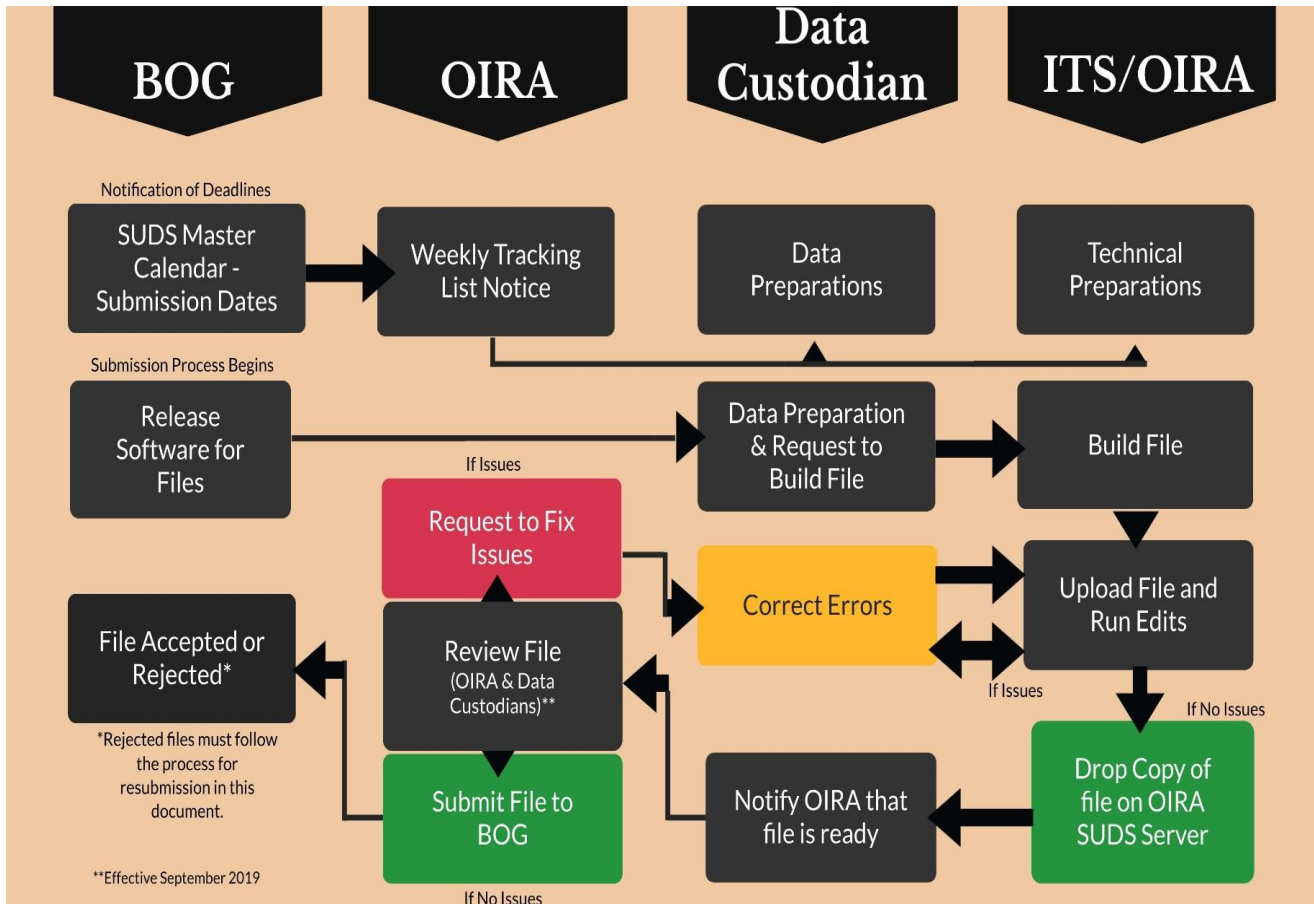 BOG
OIRA
Data
Custodian
ITS/OIRA
Notification of Deadlines
SUDS Master
Calendar -
Submission Dates
Weekly Tracking
List Notice
Data
Preparations
Technical
Preparations
Submission Process Begins
Release
Software for
Files
Data Preparation
& Request to
Build File
Build File
If Issues
Request to Fix
Issues
Correct Errors
Upload File and
Run Edits
If Issues
If No Issues
File Accepted or
Rejected*
*Rejected files must follow
the process for
resubmission in this
document.
Review File
(OIRA & Data
Custodians)**
Submit File to
BOG
If No Issues
Notify OIRA that
file is ready
Drop Copy of
file on OIRA
SUDS Server
**Effective September 2019